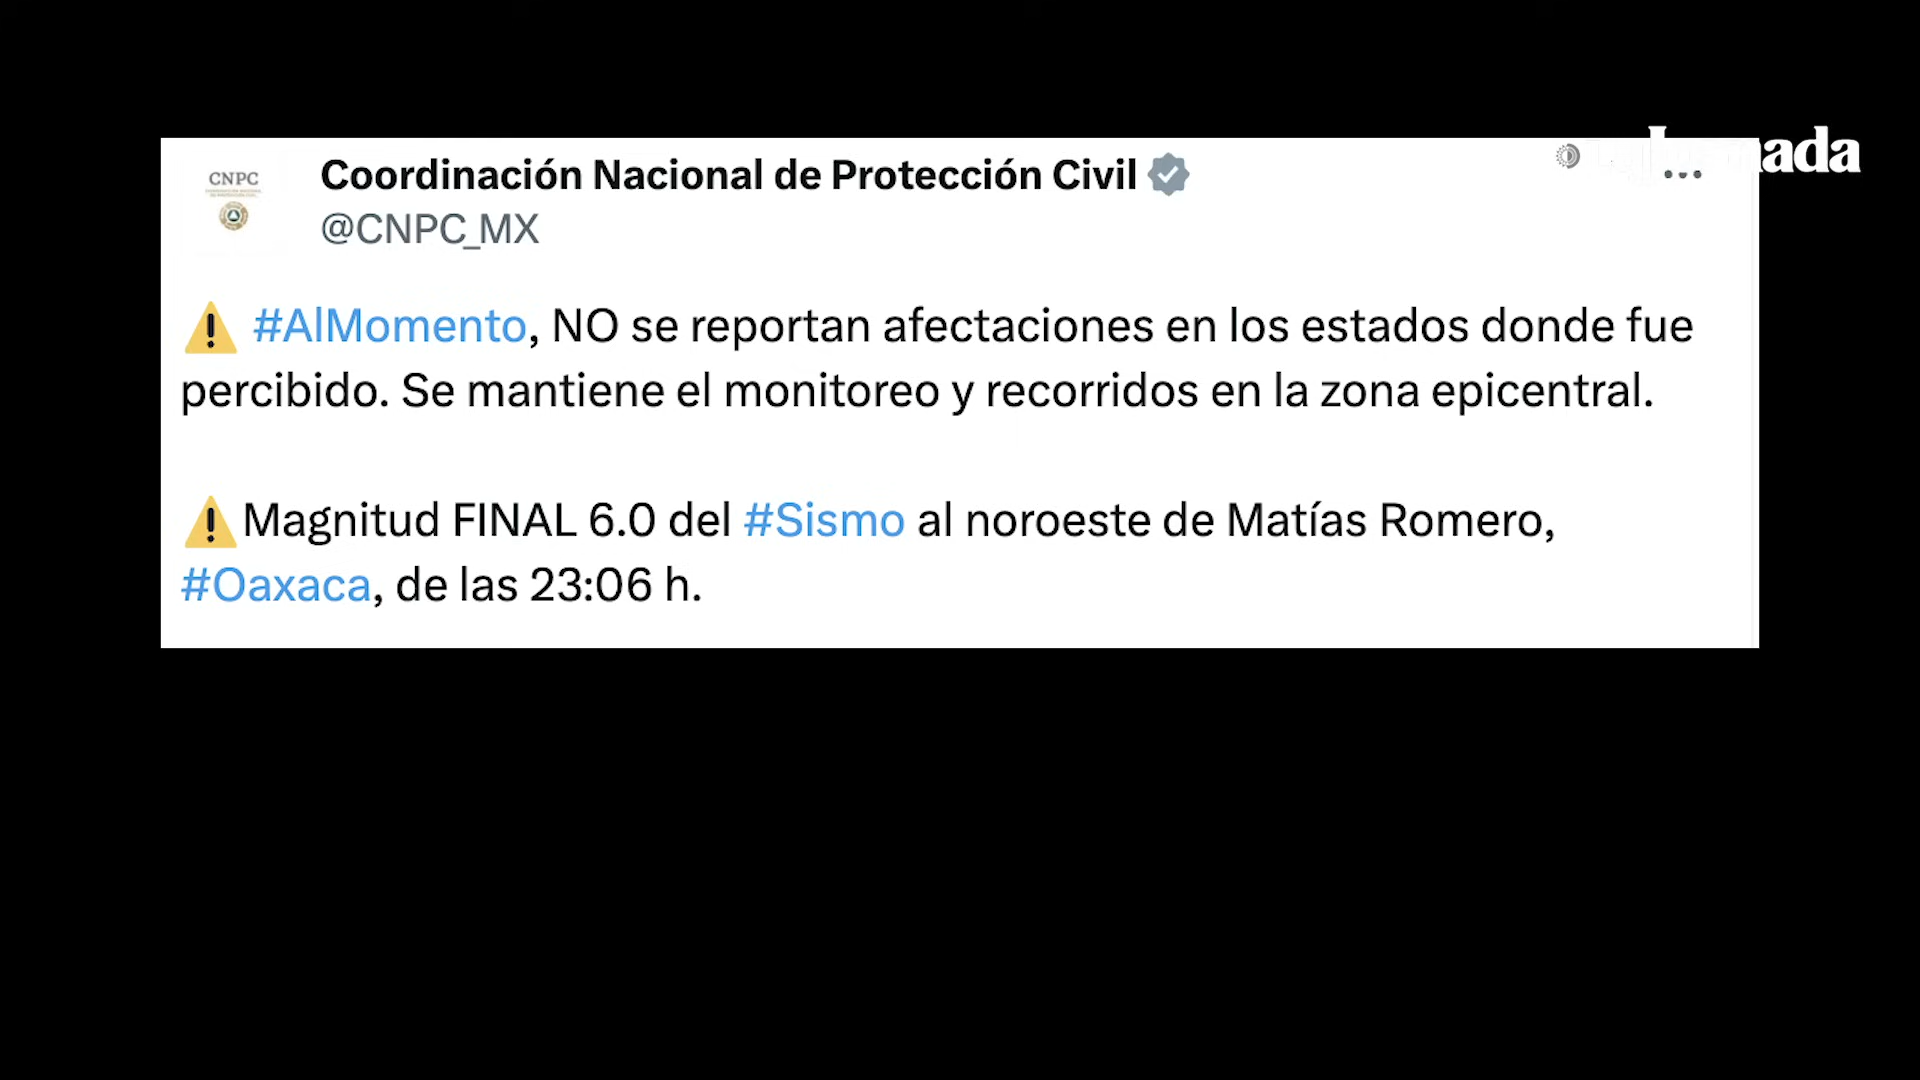 CNPC
Coordinación Nacional de Protección Civil
@CNPC_MX
⚠️ #AlMomento, NO se reportan afectaciones en los estados donde fue
percibido. Se mantiene el monitoreo y recorridos en la zona epicentral.
⚠️Magnitud FINAL 6.0 del #Sismo al noroeste de Matías Romero,
#Oaxaca, de las 23:06 h.